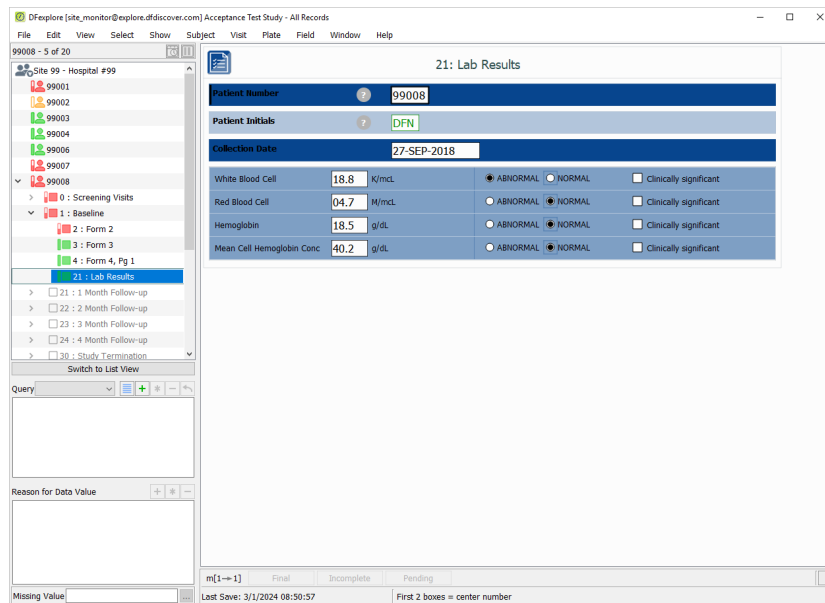 DFexplore [site_monitor@explore.dfdiscover.com] Acceptance Test Study - All Records
File Edit View Select Show Subject Visit Plate Field Window Help
99008 - 5 of 20
Site 99 - Hospital #99
99001
99002
99003
99004
99006
99007
99008
0 : Screening Visits
1 : Baseline
2 : Form 2
3 : Form 3
4 : Form 4, Pg 1
21 : Lab Results
21 : 1 Month Follow-up
22 : 2 Month Follow-up
23 : 3 Month Follow-up
24 : 4 Month Follow-up
30 : Study Termination
Switch to List View
Query
Reason for Data Value
Missing Value
21: Lab Results
Patient Number ? 99008
Patient Initials ? DFN
Collection Date 27-SEP-2018
White Blood Cell 18.8 K/mcL ABNORMAL NORMAL Clinically significant
Red Blood Cell 04.7 M/mcL ABNORMAL NORMAL Clinically significant
Hemoglobin 18.5 g/dL ABNORMAL NORMAL Clinically significant
Mean Cell Hemoglobin Conc 40.2 g/dL ABNORMAL NORMAL Clinically significant
m[1→1] Final Incomplete Pending
Last Save: 3/1/2024 08:50:57 First 2 boxes = center number